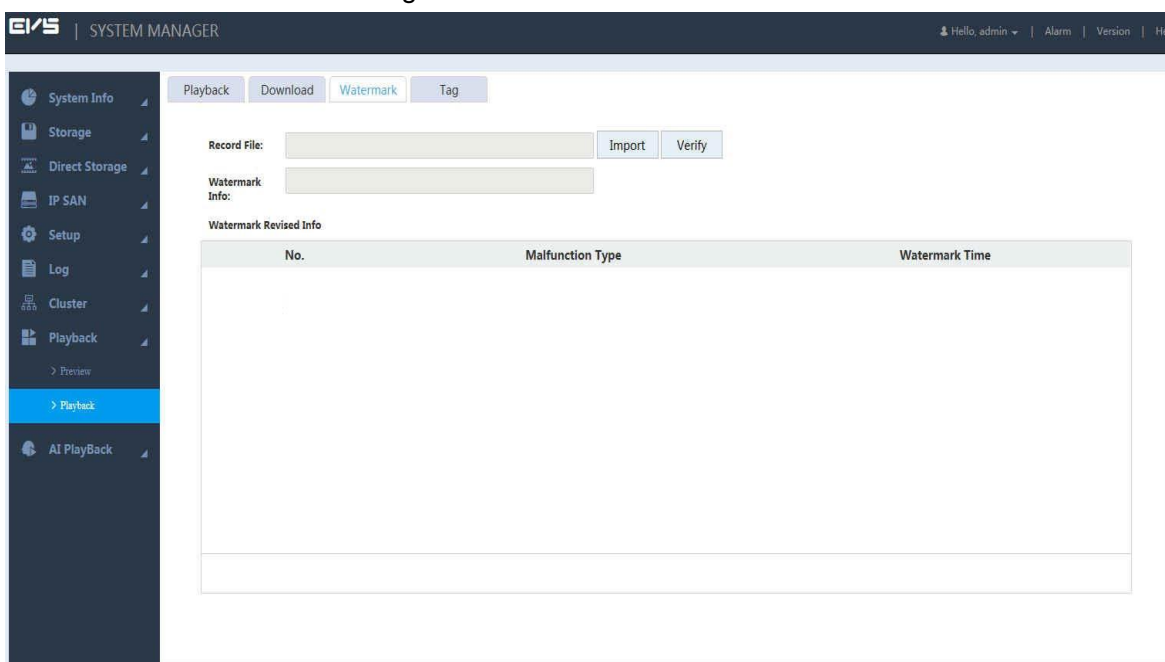 EVS | SYSTEM MANAGER
Hello, admin | Alarm | Version | He
System Info
Storage
Direct Storage
IP SAN
Setup
Log
Cluster
Playback
> Preview
> Playback
AI PlayBack
Playback Download Watermark Tag
Record File: Import Verify
Watermark
Info:
Watermark Revised Info
No. Malfunction Type Watermark Time